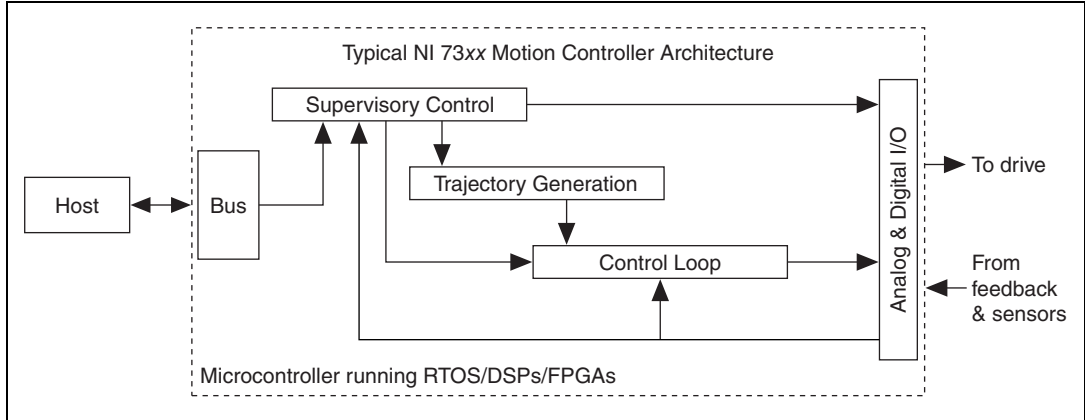 Typical NI 73xx Motion Controller Architecture
Supervisory Control
Trajectory Generation
Host
Bus
Control Loop
Analog & Digital I/O
To drive
From
feedback
& sensors
Microcontroller running RTOS/DSPs/FPGAs